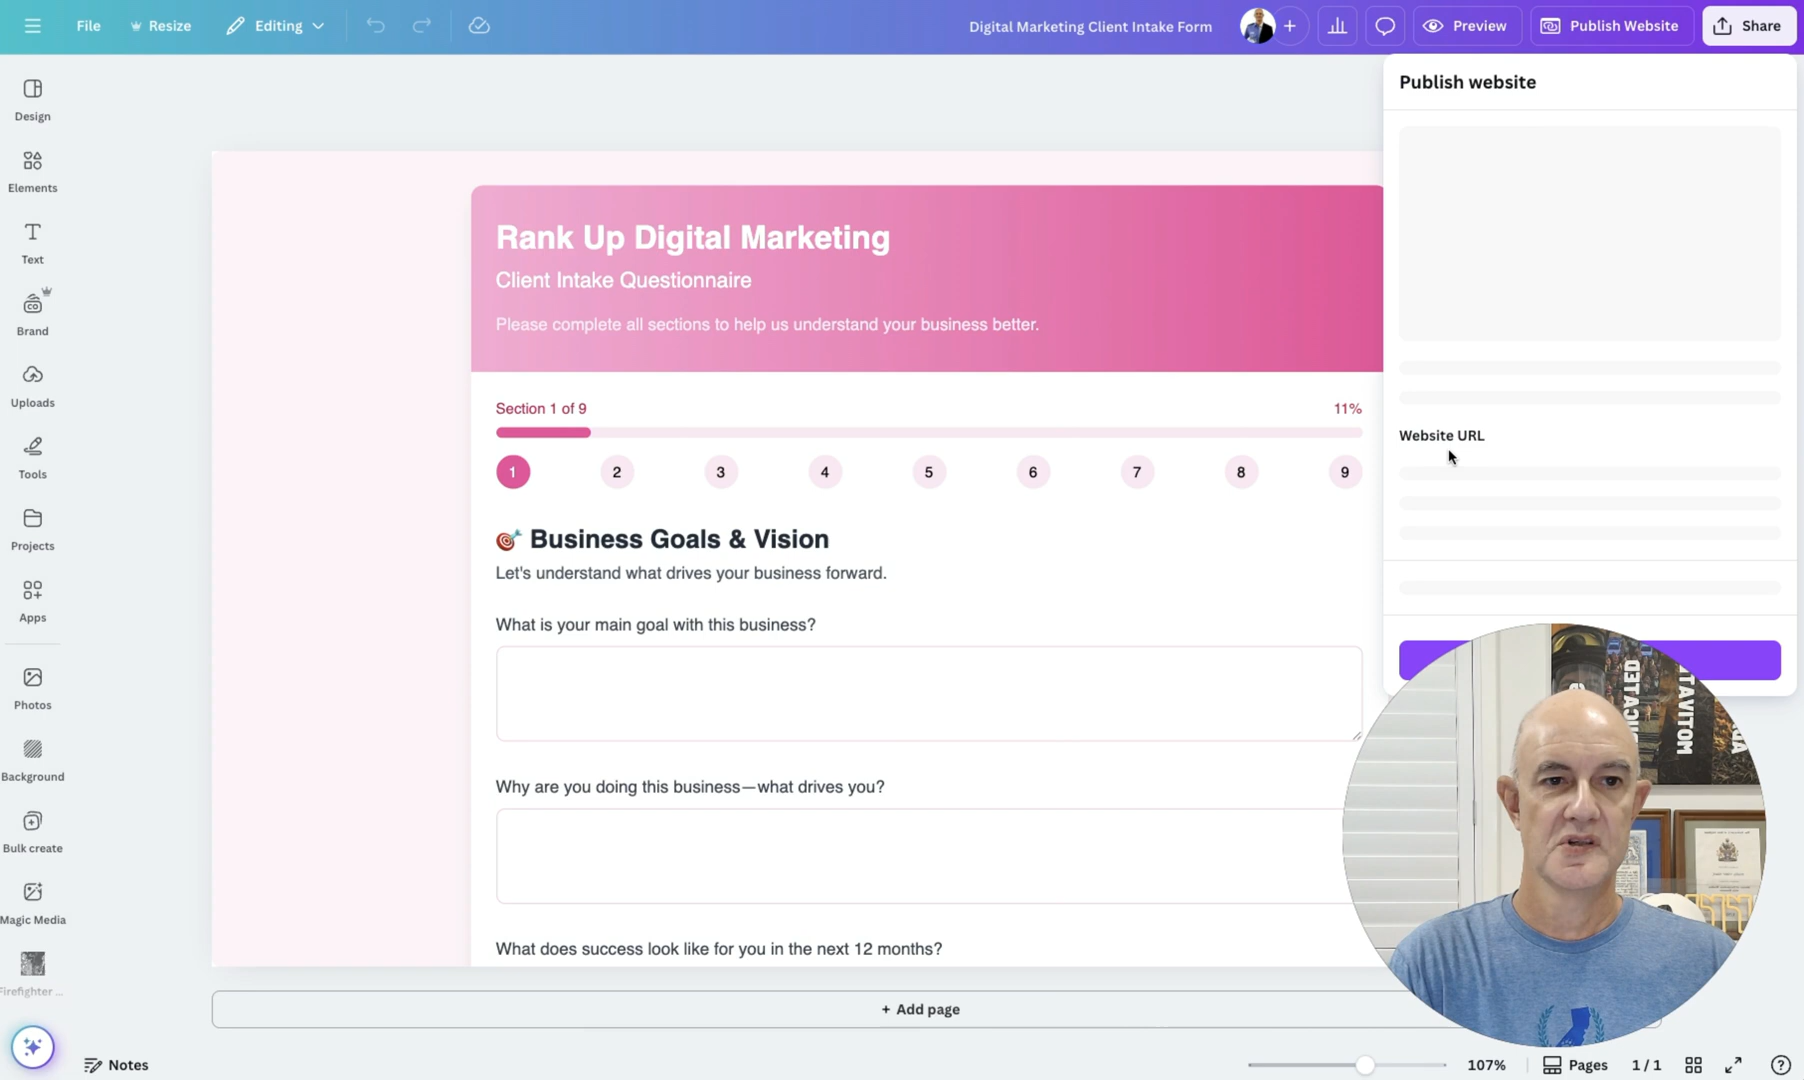 File
Resize
Editing
Digital Marketing Client Intake Form
Preview
Publish Website
Share
Design
Elements
Text
Brand
Uploads
Tools
Projects
Apps
Photos
Background
Bulk create
Magic Media
Firefighter ...
Rank Up Digital Marketing
Client Intake Questionnaire
Please complete all sections to help us understand your business better.
Section 1 of 9
11%
1 2 3 4 5 6 7 8 9
Business Goals & Vision
Let's understand what drives your business forward.
What is your main goal with this business?
Why are you doing this business—what drives you?
What does success look like for you in the next 12 months?
+ Add page
Publish website
Website URL
Notes
107%
Pages
1 / 1